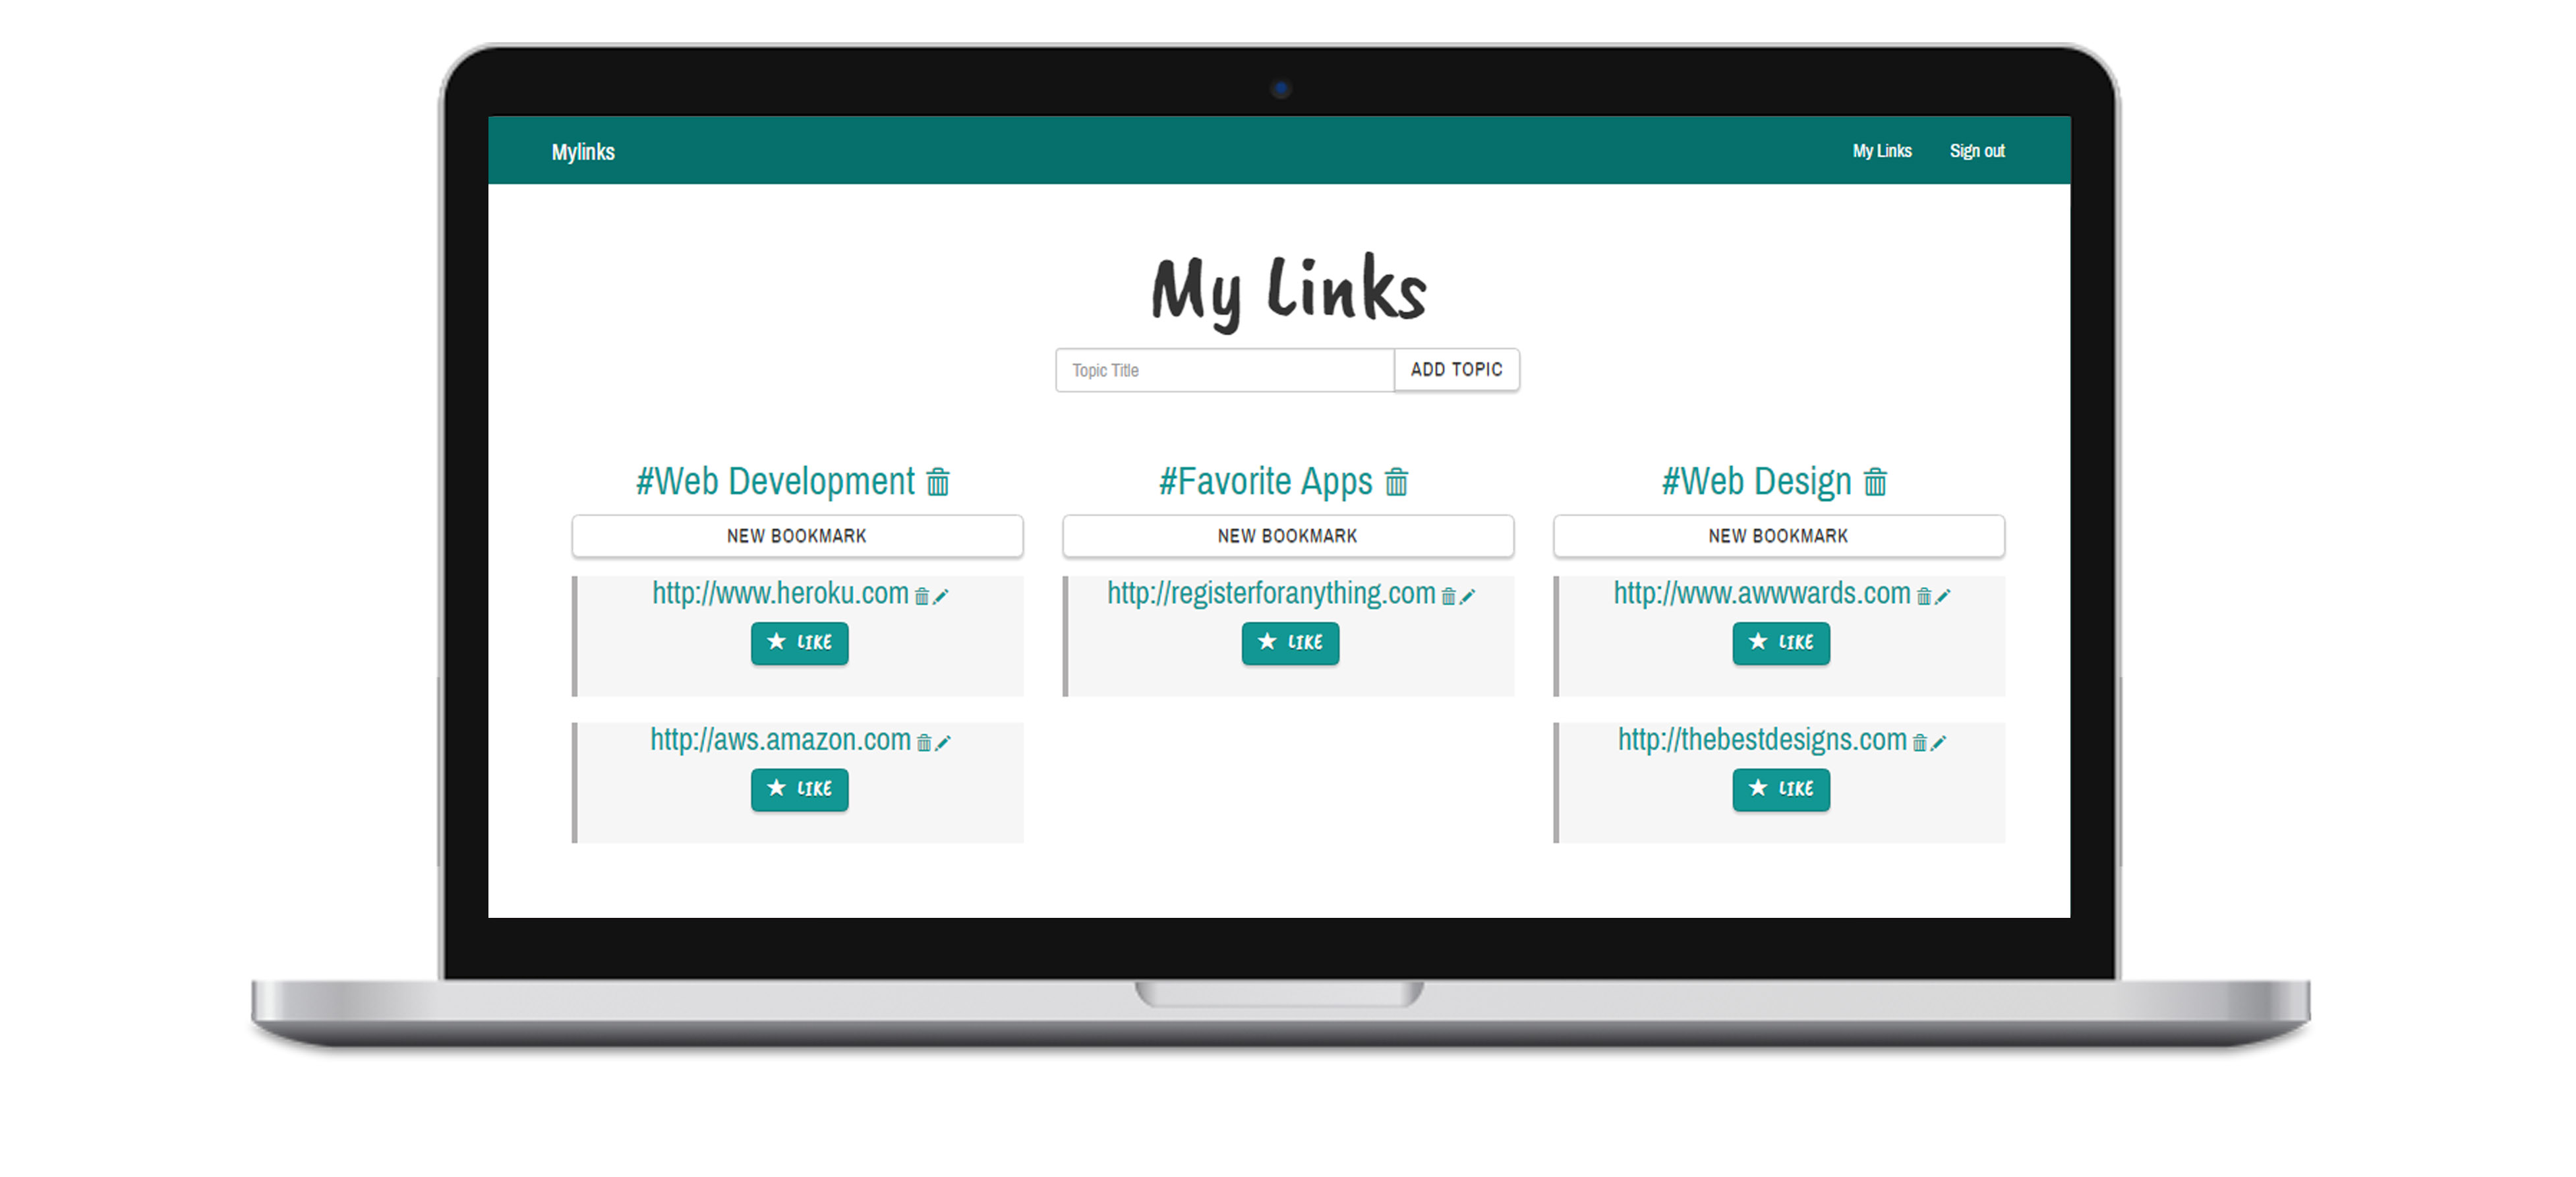 Mylinks
My Links
Sign out
My Links
Topic Title
ADD TOPIC
#Web Development
NEW BOOKMARK
http://www.heroku.com
LIKE
http://aws.amazon.com
LIKE
#Favorite Apps
NEW BOOKMARK
http://registerforanything.com
LIKE
#Web Design
NEW BOOKMARK
http://www.awwwards.com
LIKE
http://thebestdesigns.com
LIKE